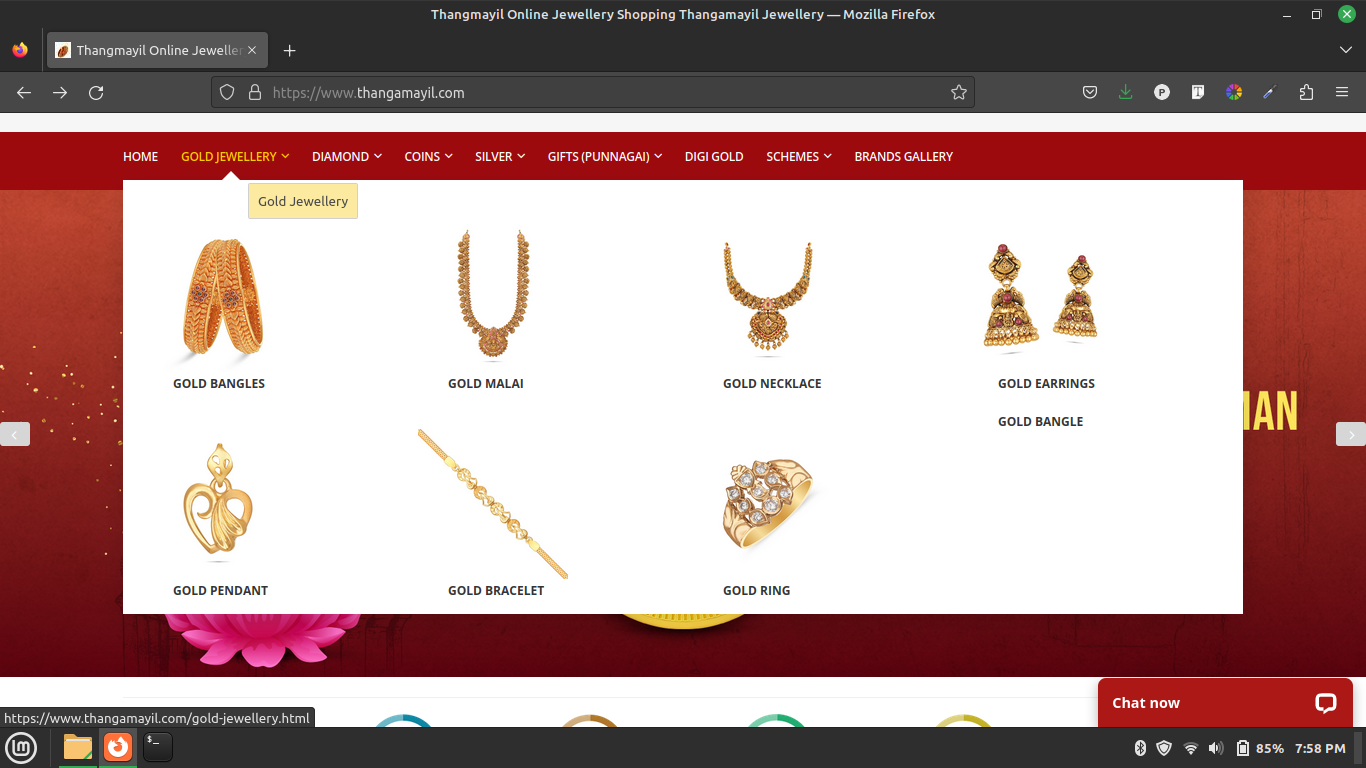 Thangmayil Online Jewellery Shopping Thangamayil Jewellery — Mozilla Firefox
Thangmayil Online Jeweller
https://www.thangamayil.com
HOME GOLD JEWELLERY DIAMOND COINS SILVER GIFTS (PUNNAGAI) DIGI GOLD SCHEMES BRANDS GALLERY
Gold Jewellery
GOLD BANGLES GOLD MALAI GOLD NECKLACE GOLD EARRINGS
MAN
GOLD BANGLE
GOLD PENDANT GOLD BRACELET GOLD RING
Chat now
https://www.thangamayil.com/gold-jewellery.html
85% 7:58 PM